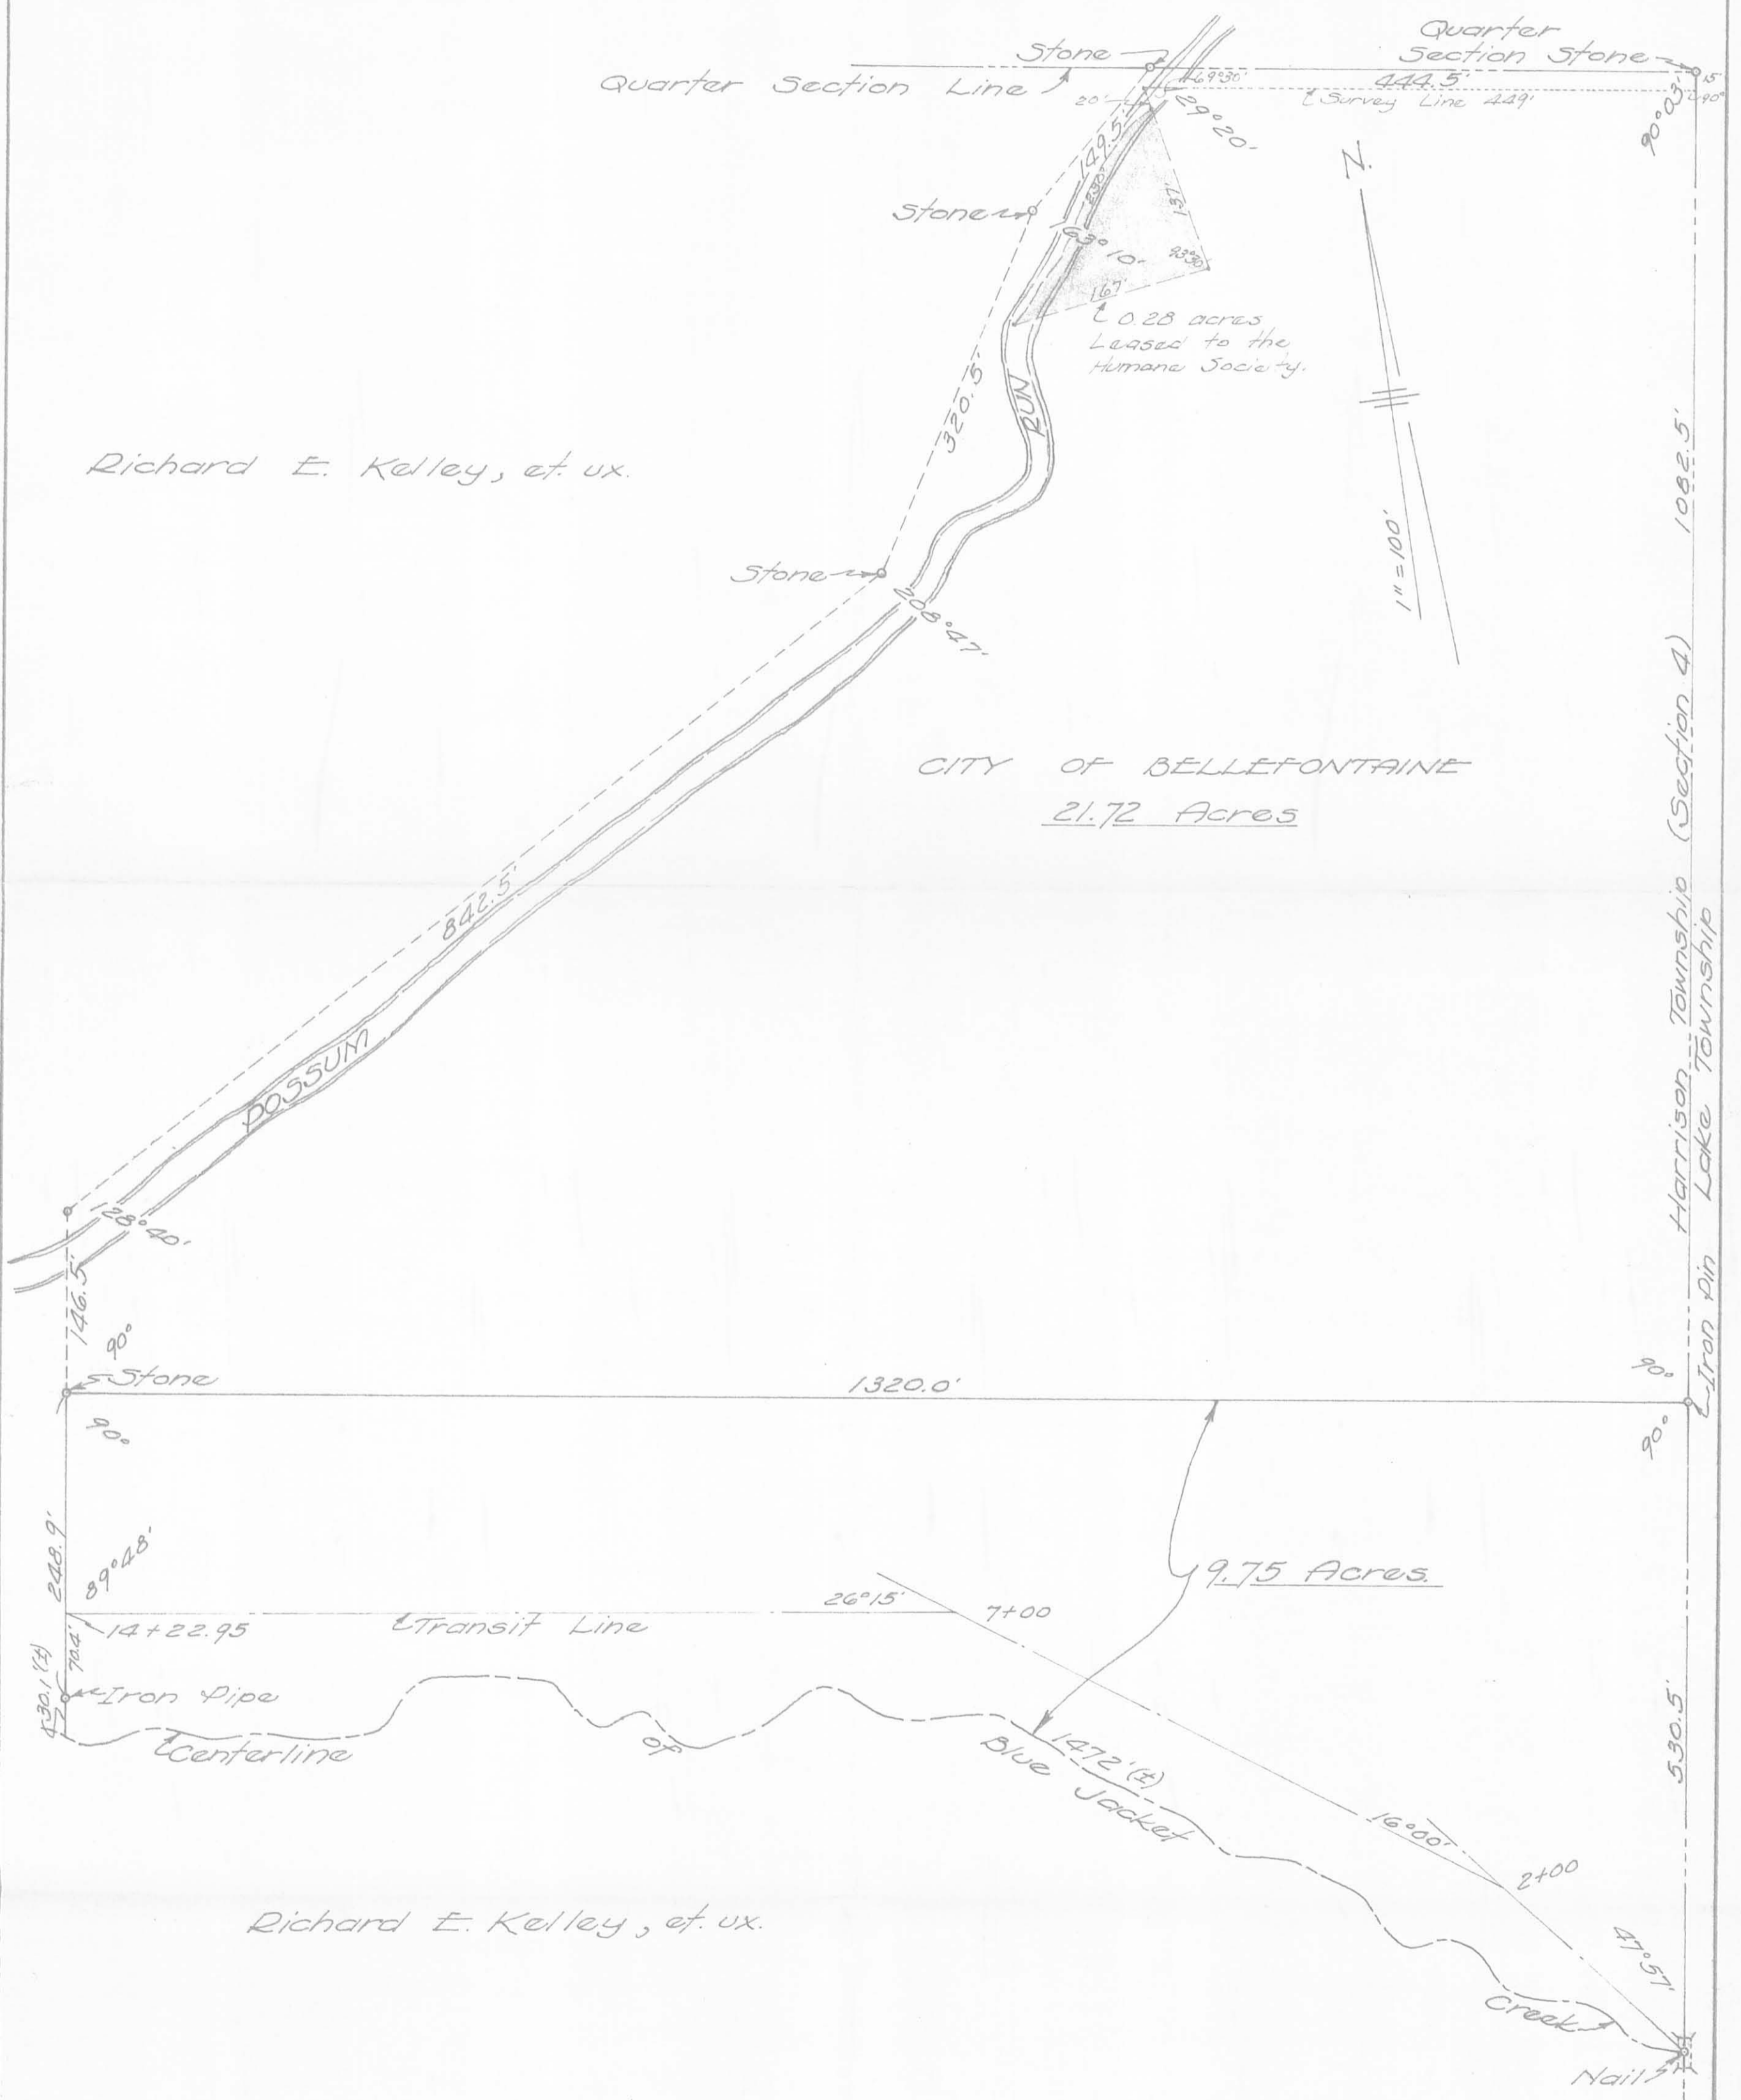 Quarter
Section Stone
Stone
Quarter Section Line
69°30'
444.5'
15'
90°
20'
Survey Line 449'
90°03'
29°20'
149.5'
230'
137'
Stone
63°10'
93°30'
167'
0.28 acres
Leased to the
Humane Society.
N.
1" = 100'
320.5'
RUN
Richard E. Kelley, et. ux.
Stone
208°47'
1082.5'
Harrison Township (Section 4)
Lake Township
CITY OF BELLEFONTAINE
21.72 Acres
842.5'
POSSUM
28°40'
146.5'
90°
Stone
1320.0'
90°
Iron Pin
90°
90°
248.9'
89°48'
9.75 Acres.
26°15'
7+00
14+22.95
Transit Line
70.4'
30.1'(±)
Iron Pipe
Centerline
of
Blue Jacket
1472'(±)
530.5'
16°00'
2+00
47°57'
Richard E. Kelley, et. ux.
Creek
Nail